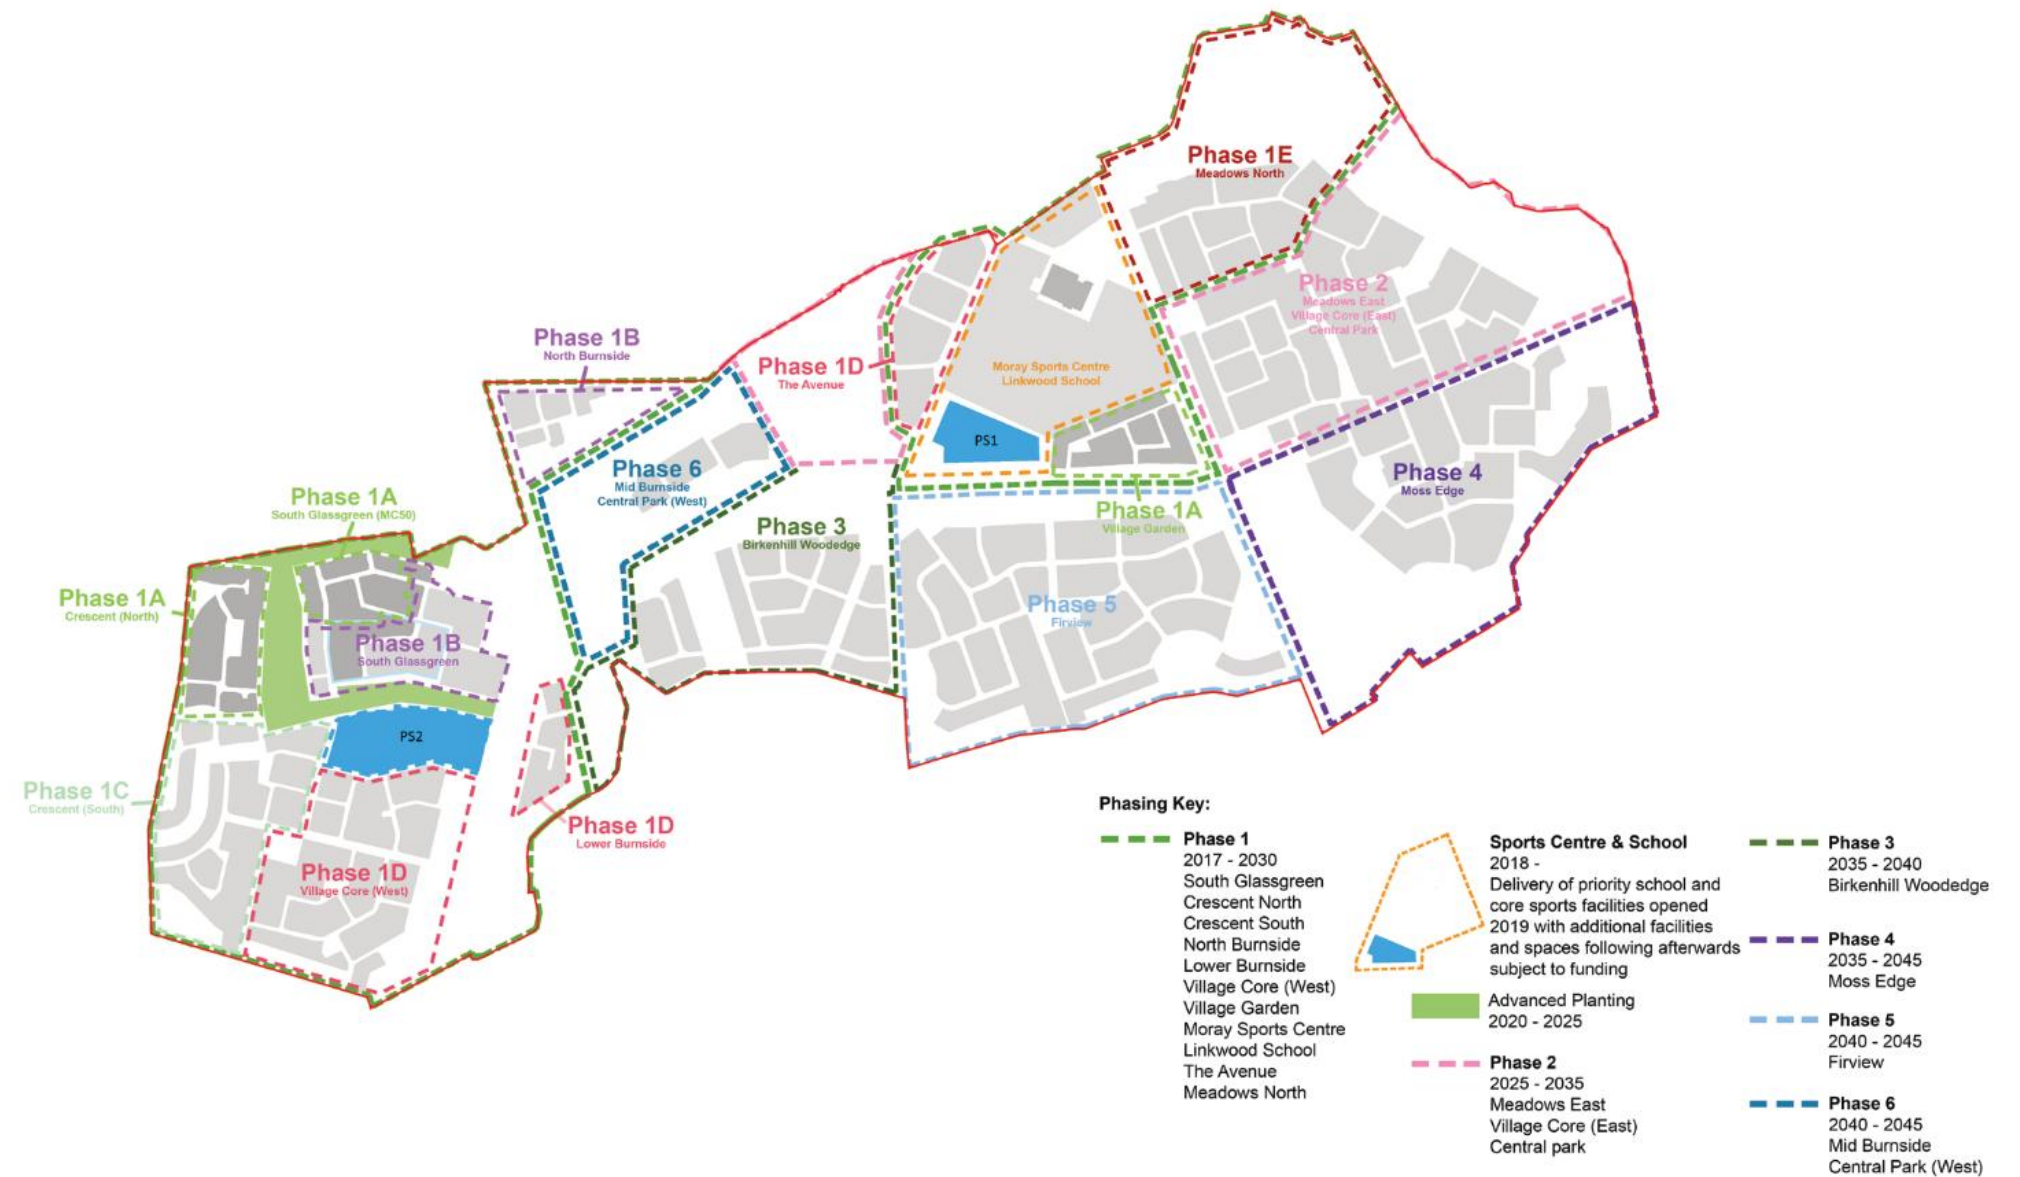 Phase 1E
Meadows North
Phase 2
Meadows East
Village Core (East)
Central Park
Phase 1B
North Burnside
Phase 1D
The Avenue
Moray Sports Centre
Linkwood School
PS1
Phase 6
Mid Burnside
Central Park (West)
Phase 4
Moss Edge
Phase 1A
South Glassgreen (MC50)
Phase 3
Birkenhill Woodedge
Phase 1A
Village Garden
Phase 1A
Crescent (North)
Phase 5
Firview
Phase 1B
South Glassgreen
PS2
Phase 1C
Crescent (South)
Phase 1D
Lower Burnside
Phase 1D
Village Core (West)
Phasing Key:
Phase 1
2017 - 2030
South Glassgreen
Crescent North
Crescent South
North Burnside
Lower Burnside
Village Core (West)
Village Garden
Moray Sports Centre
Linkwood School
The Avenue
Meadows North
Sports Centre & School
2018 -
Delivery of priority school and
core sports facilities opened
2019 with additional facilities
and spaces following afterwards
subject to funding
Advanced Planting
2020 - 2025
Phase 2
2025 - 2035
Meadows East
Village Core (East)
Central park
Phase 3
2035 - 2040
Birkenhill Woodedge
Phase 4
2035 - 2045
Moss Edge
Phase 5
2040 - 2045
Firview
Phase 6
2040 - 2045
Mid Burnside
Central Park (West)